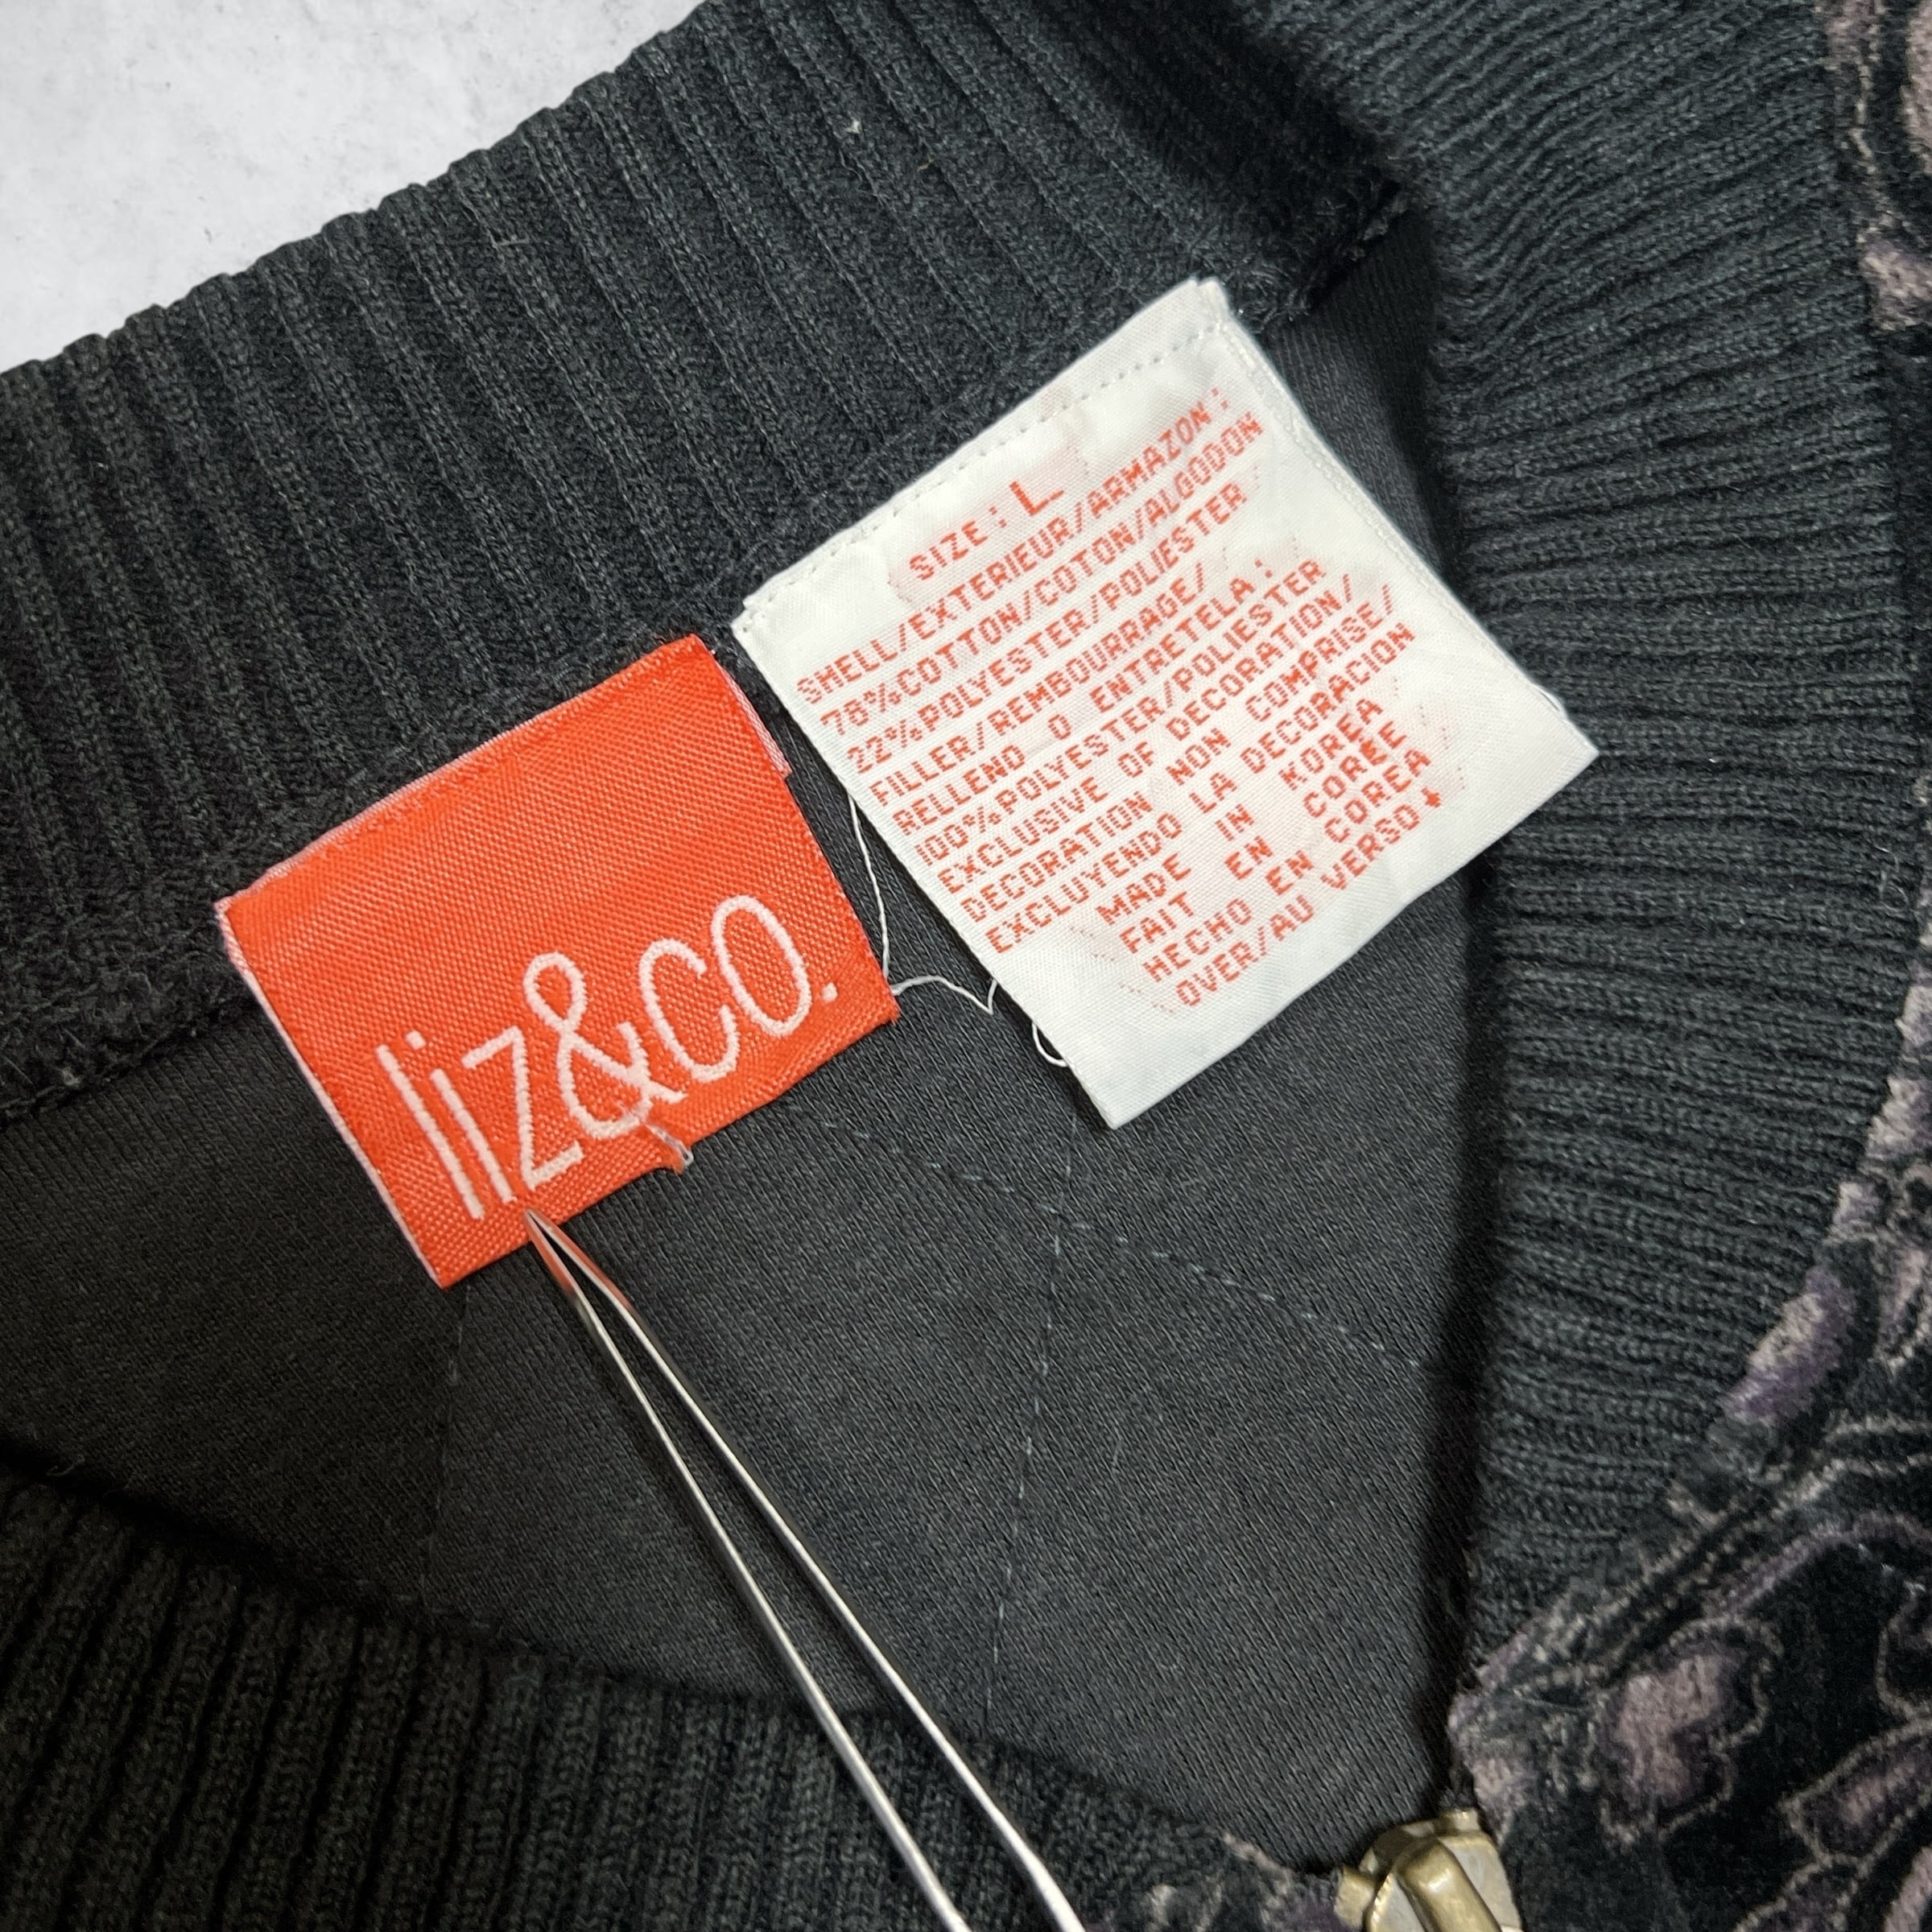 liz&co.
SIZE: L
SHELL/EXTERIEUR/ARMAZON:
78%COTTON/COTON/ALGODON
22%POLYESTER/POLIESTER
FILLER/REMBOURRAGE/
RELLENO O ENTRETELA:
100%POLYESTER/POLIESTER
EXCLUSIVE OF DECORATION/
DECORATION NON COMPRISE/
EXCLUYENDO LA DECORACION
MADE IN KOREA
FAIT EN COREE
HECHO EN COREA
OVER/AU VERSO↓